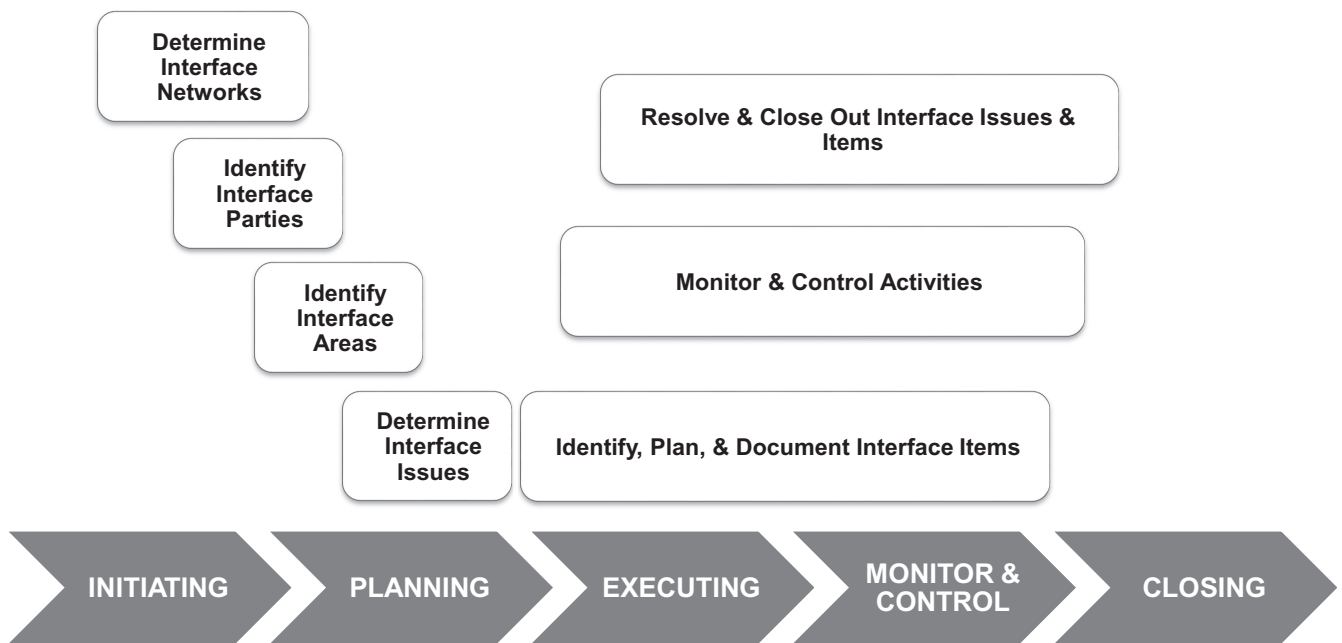 Determine
Interface
Networks
Resolve & Close Out Interface Issues &
Items
Identify
Interface
Parties
Monitor & Control Activities
Identify
Interface
Areas
Determine
Interface
Issues
Identify, Plan, & Document Interface Items
INITIATING
PLANNING
EXECUTING
MONITOR &
CONTROL
CLOSING